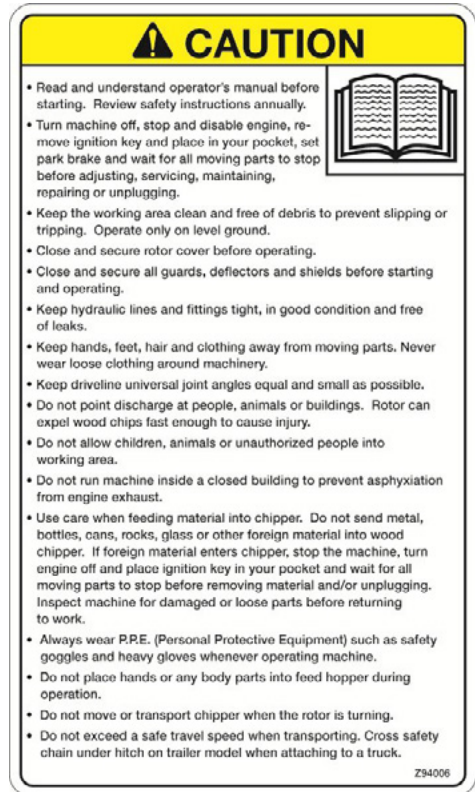 CAUTION
• Read and understand operator's manual before
starting. Review safety instructions annually.
• Turn machine off, stop and disable engine, re-
move ignition key and place in your pocket, set
park brake and wait for all moving parts to stop
before adjusting, servicing, maintaining,
repairing or unplugging.
• Keep the working area clean and free of debris to prevent slipping or
tripping. Operate only on level ground.
• Close and secure rotor cover before operating.
• Close and secure all guards, deflectors and shields before starting
and operating.
• Keep hydraulic lines and fittings tight, in good condition and free
of leaks.
• Keep hands, feet, hair and clothing away from moving parts. Never
wear loose clothing around machinery.
• Keep driveline universal joint angles equal and small as possible.
• Do not point discharge at people, animals or buildings. Rotor can
expel wood chips fast enough to cause injury.
• Do not allow children, animals or unauthorized people into
working area.
• Do not run machine inside a closed building to prevent asphyxiation
from engine exhaust.
• Use care when feeding material into chipper. Do not send metal,
bottles, cans, rocks, glass or other foreign material into wood
chipper. If foreign material enters chipper, stop the machine, turn
engine off and place ignition key in your pocket and wait for all
moving parts to stop before removing material and/or unplugging.
Inspect machine for damaged or loose parts before returning
to work.
• Always wear P.P.E. (Personal Protective Equipment) such as safety
goggles and heavy gloves whenever operating machine.
• Do not place hands or any body parts into feed hopper during
operation.
• Do not move or transport chipper when the rotor is turning.
• Do not exceed a safe travel speed when transporting. Cross safety
chain under hitch on trailer model when attaching to a truck.
Z94006